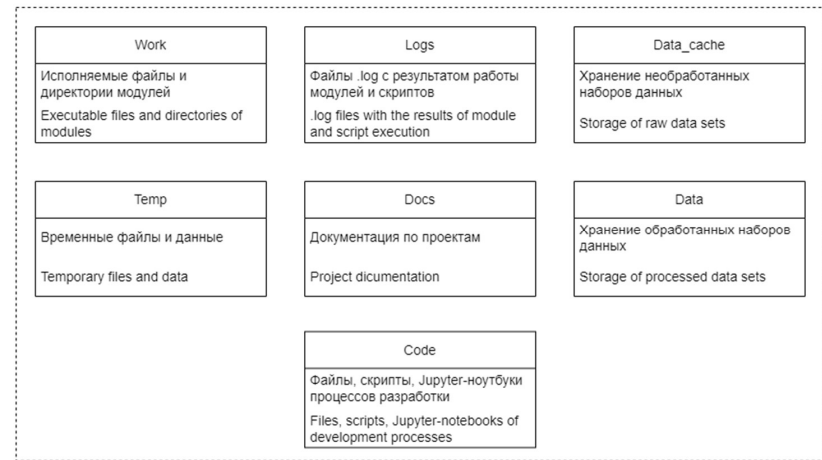 Work
Исполняемые файлы и
директории модулей
Executable files and directories of
modules
Logs
Файлы .log с результатом работы
модулей и скриптов
.log files with the results of module
and script execution
Data_cache
Хранение необработанных
наборов данных
Storage of raw data sets
Temp
Временные файлы и данные
Temporary files and data
Docs
Документация по проектам
Project dicumentation
Data
Хранение обработанных наборов
данных
Storage of processed data sets
Code
Файлы, скрипты, Jupyter-ноутбуки
процессов разработки
Files, scripts, Jupyter-notebooks of
development processes